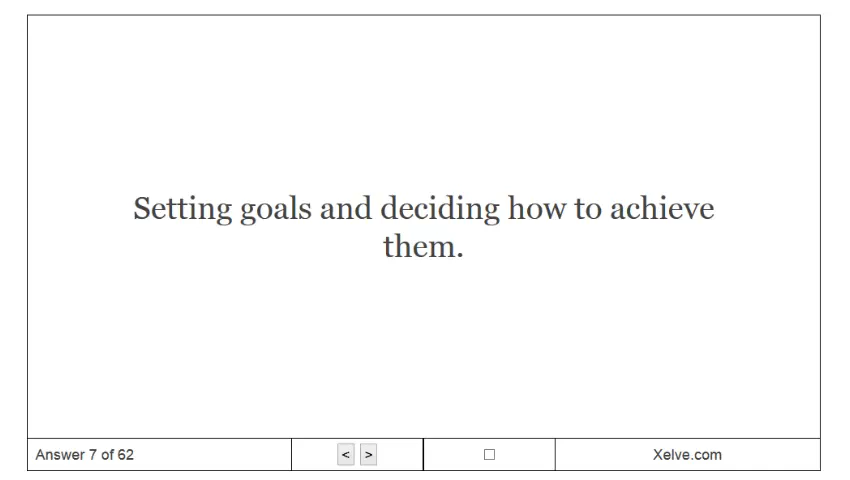 Setting goals and deciding how to achieve
them.
Answer 7 of 62
< >
Xelve.com